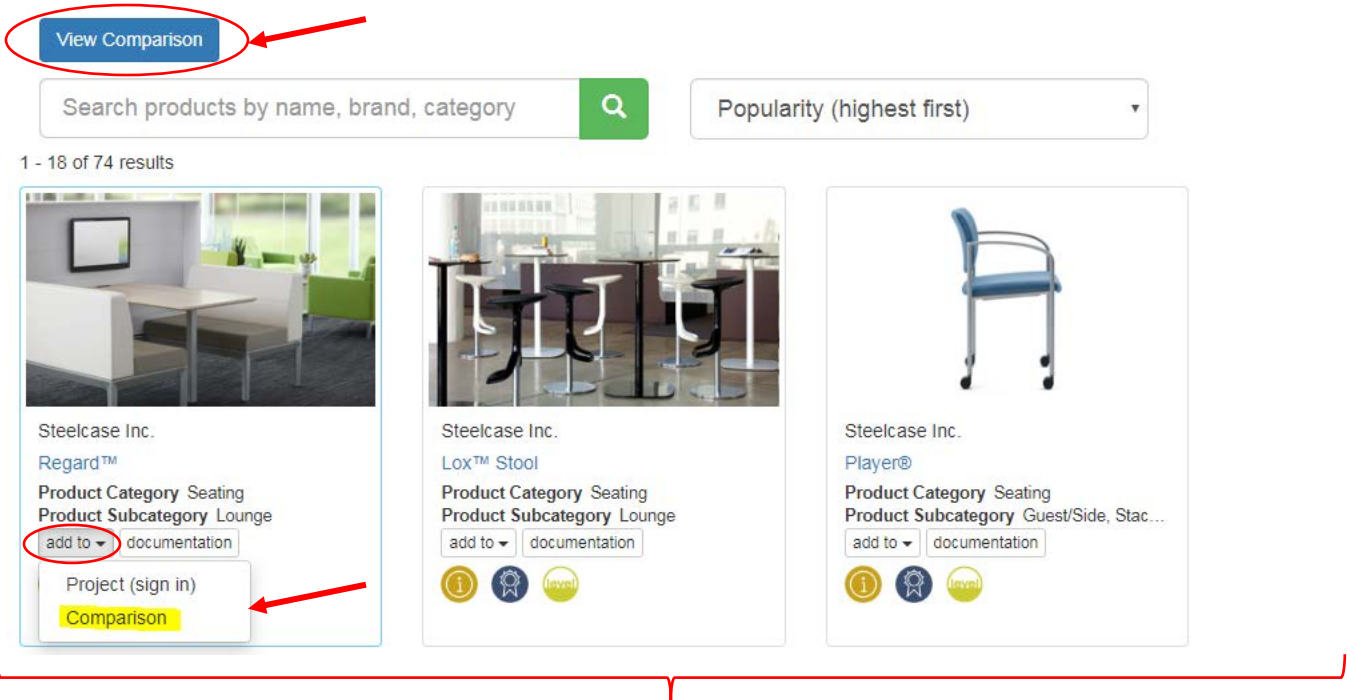 View Comparison
Search products by name, brand, category
Popularity (highest first)
1 - 18 of 74 results
Steelcase Inc.
Regard™
Product Category Seating
Product Subcategory Lounge
add to documentation
Project (sign in)
Comparison
Steelcase Inc.
Lox™ Stool
Product Category Seating
Product Subcategory Lounge
add to documentation
i level
Steelcase Inc.
Player®
Product Category Seating
Product Subcategory Guest/Side, Stac...
add to documentation
i level